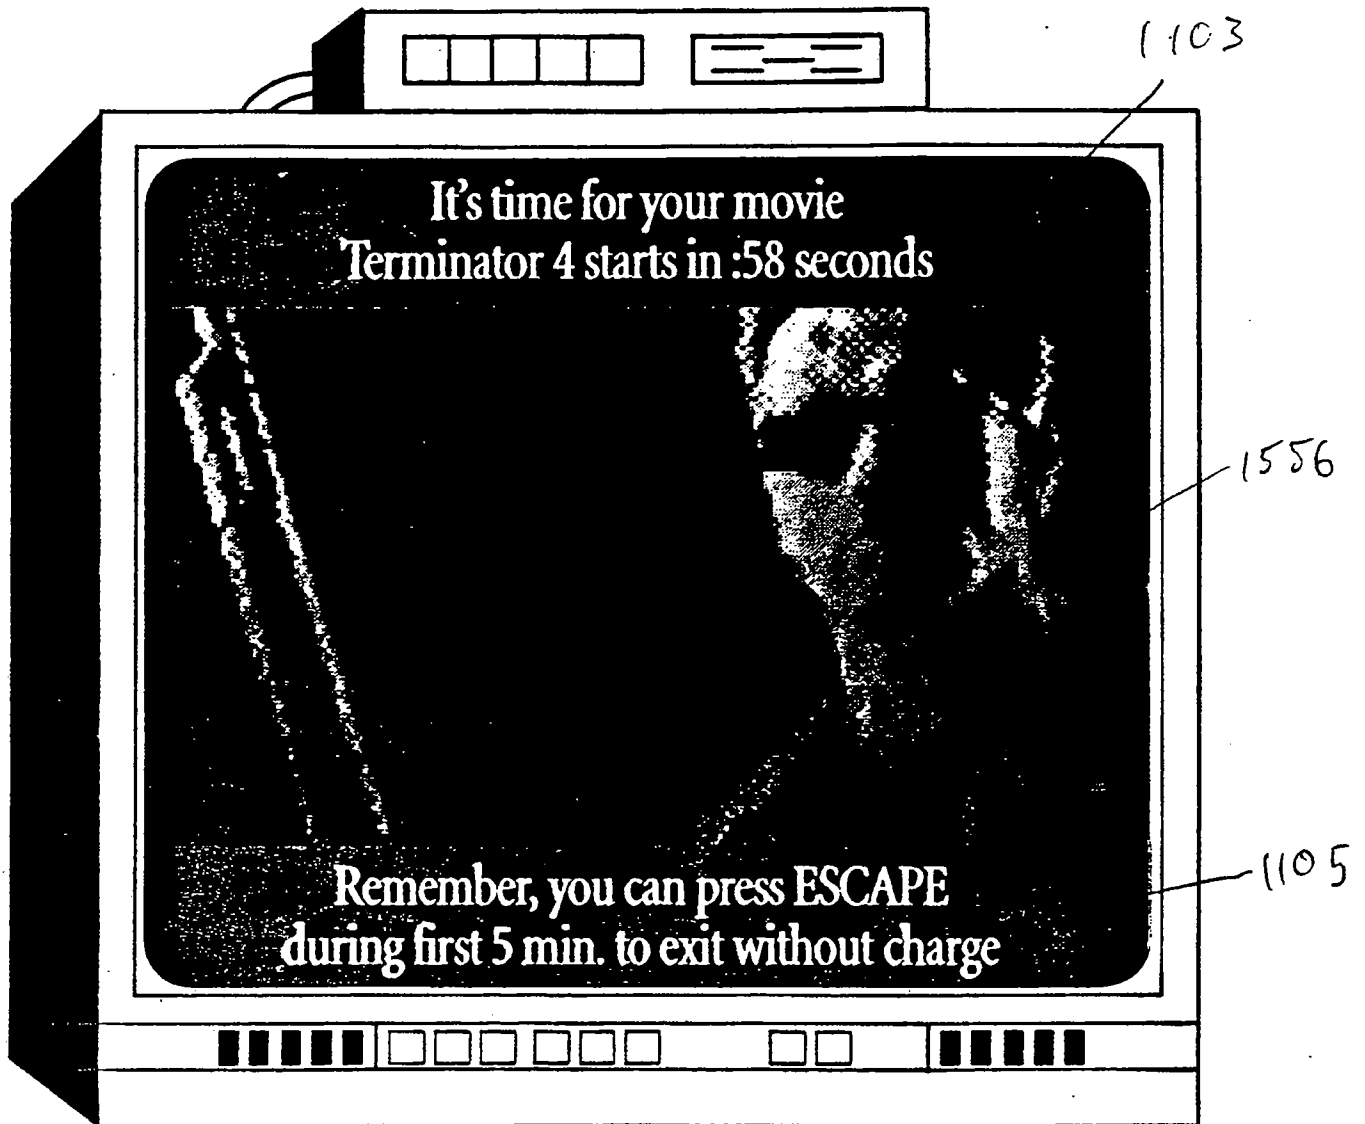 1103
It's time for your movie
Terminator 4 starts in :58 seconds
1556
1105
Remember, you can press ESCAPE
during first 5 min. to exit without charge